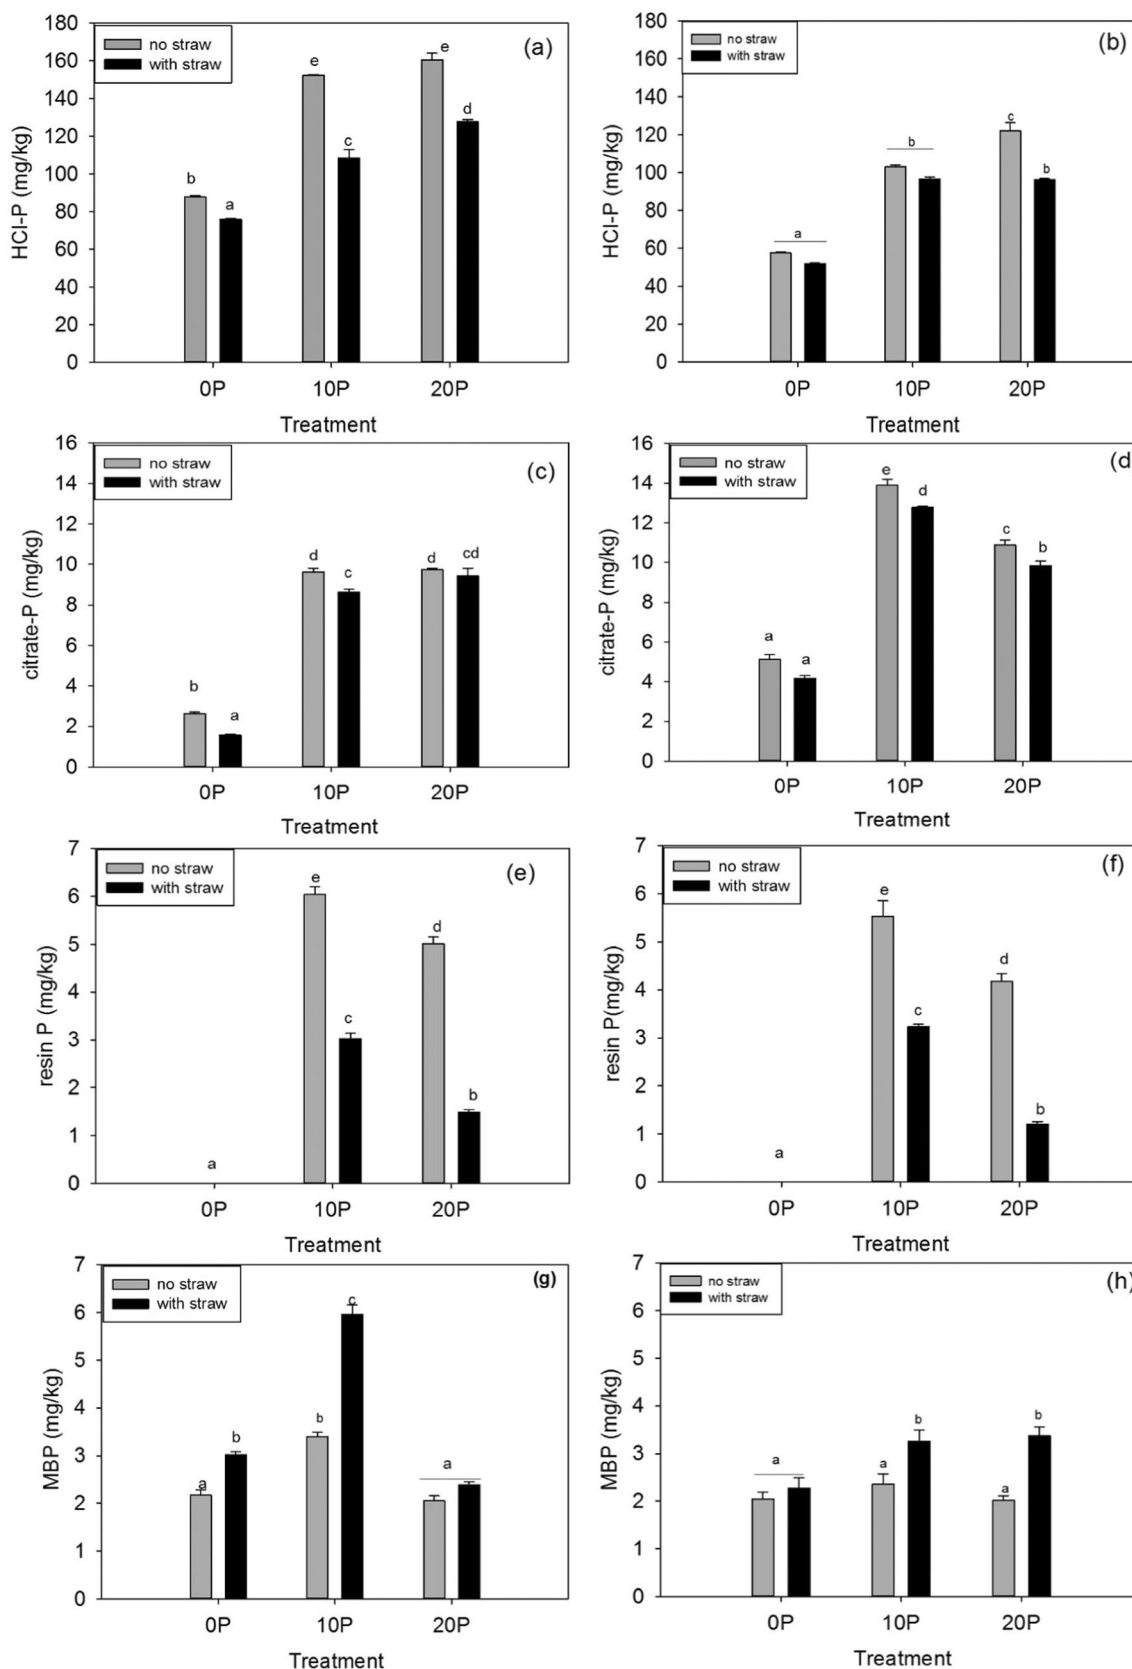 180
160
140
120
100
80
60
40
20
0
HCl-P (mg/kg)
no straw
with straw
(a)
b
a
e
c
e
d
0P
10P
20P
Treatment
180
160
140
120
100
80
60
40
20
0
HCl-P (mg/kg)
no straw
with straw
(b)
a
b
c
b
0P
10P
20P
Treatment
16
14
12
10
8
6
4
2
0
citrate-P (mg/kg)
no straw
with straw
(c)
b
a
d
c
d
cd
0P
10P
20P
Treatment
16
14
12
10
8
6
4
2
0
citrate-P (mg/kg)
no straw
with straw
(d
a
a
e
d
c
b
0P
10P
20P
Treatment
7
6
5
4
3
2
1
0
resin P (mg/kg)
no straw
with straw
(e)
a
e
c
d
b
0P
10P
20P
Treatment
7
6
5
4
3
2
1
0
resin P(mg/kg)
no straw
with straw
(f)
a
e
c
d
b
0P
10P
20P
Treatment
7
6
5
4
3
2
1
0
MBP (mg/kg)
no straw
with straw
(g)
a
b
b
c
a
0P
10P
20P
Treatment
7
6
5
4
3
2
1
0
MBP (mg/kg)
no straw
with straw
(h)
a
a
b
a
b
0P
10P
20P
Treatment